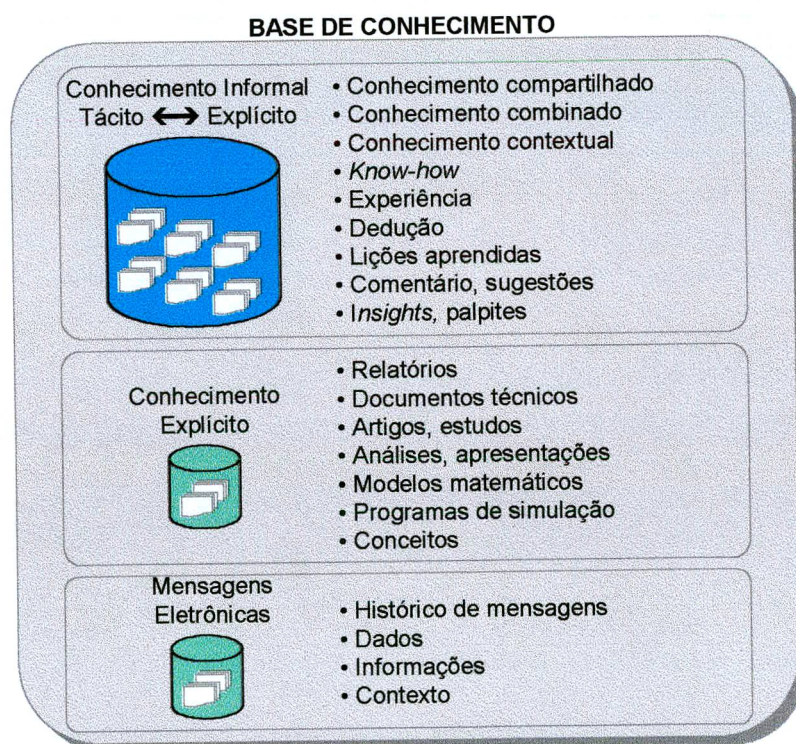 BASE DE CONHECIMENTO
Conhecimento Informal
Tácito ↔ Explícito
• Conhecimento compartilhado
• Conhecimento combinado
• Conhecimento contextual
• Know-how
• Experiência
• Dedução
• Lições aprendidas
• Comentário, sugestões
• Insights, palpites
Conhecimento
Explícito
• Relatórios
• Documentos técnicos
• Artigos, estudos
• Análises, apresentações
• Modelos matemáticos
• Programas de simulação
• Conceitos
Mensagens
Eletrônicas
• Histórico de mensagens
• Dados
• Informações
• Contexto